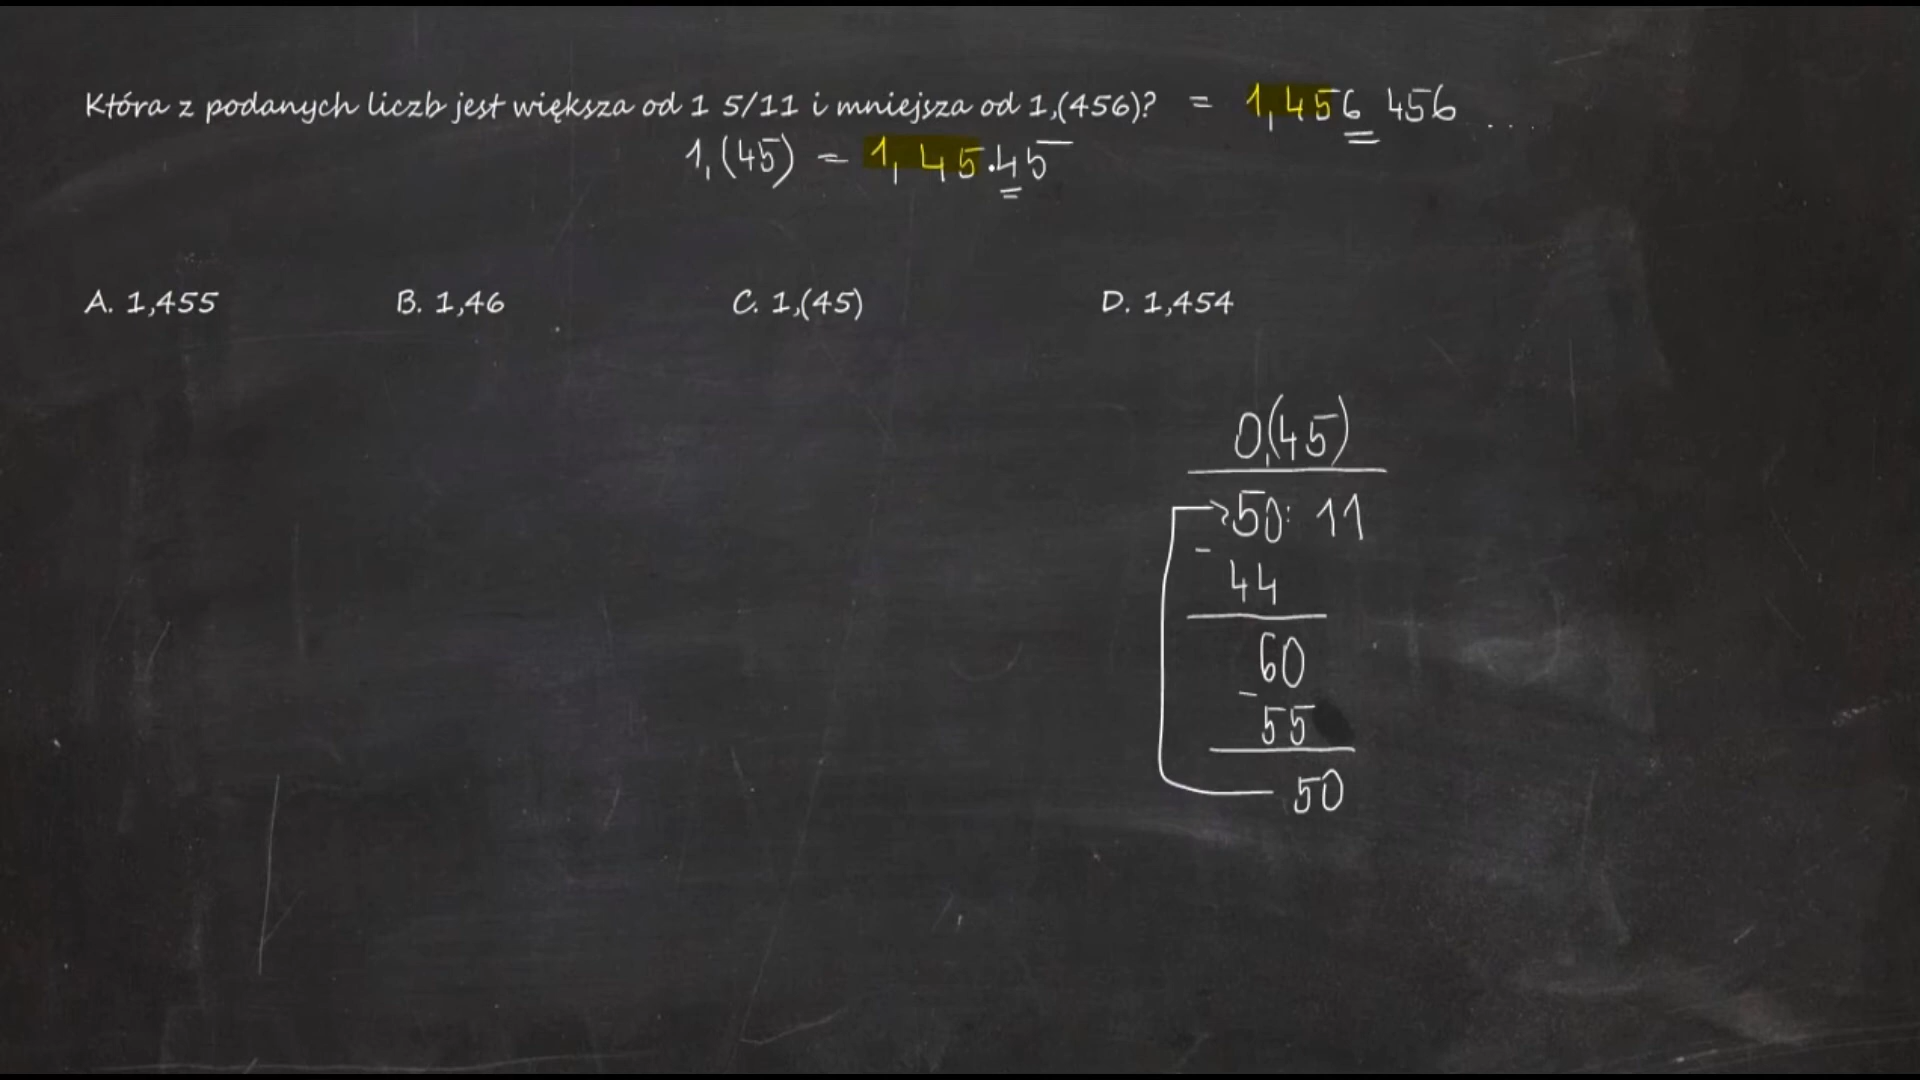 Która z podanych liczb jest większa od 1 5/11 i mniejsza od 1,(456)? = 1,456 456 ....
1,(45) = 1,45.45
A. 1,455 B. 1,46 C. 1,(45) D. 1,454
0,(45)
50: 11
- 44
60
- 55
50